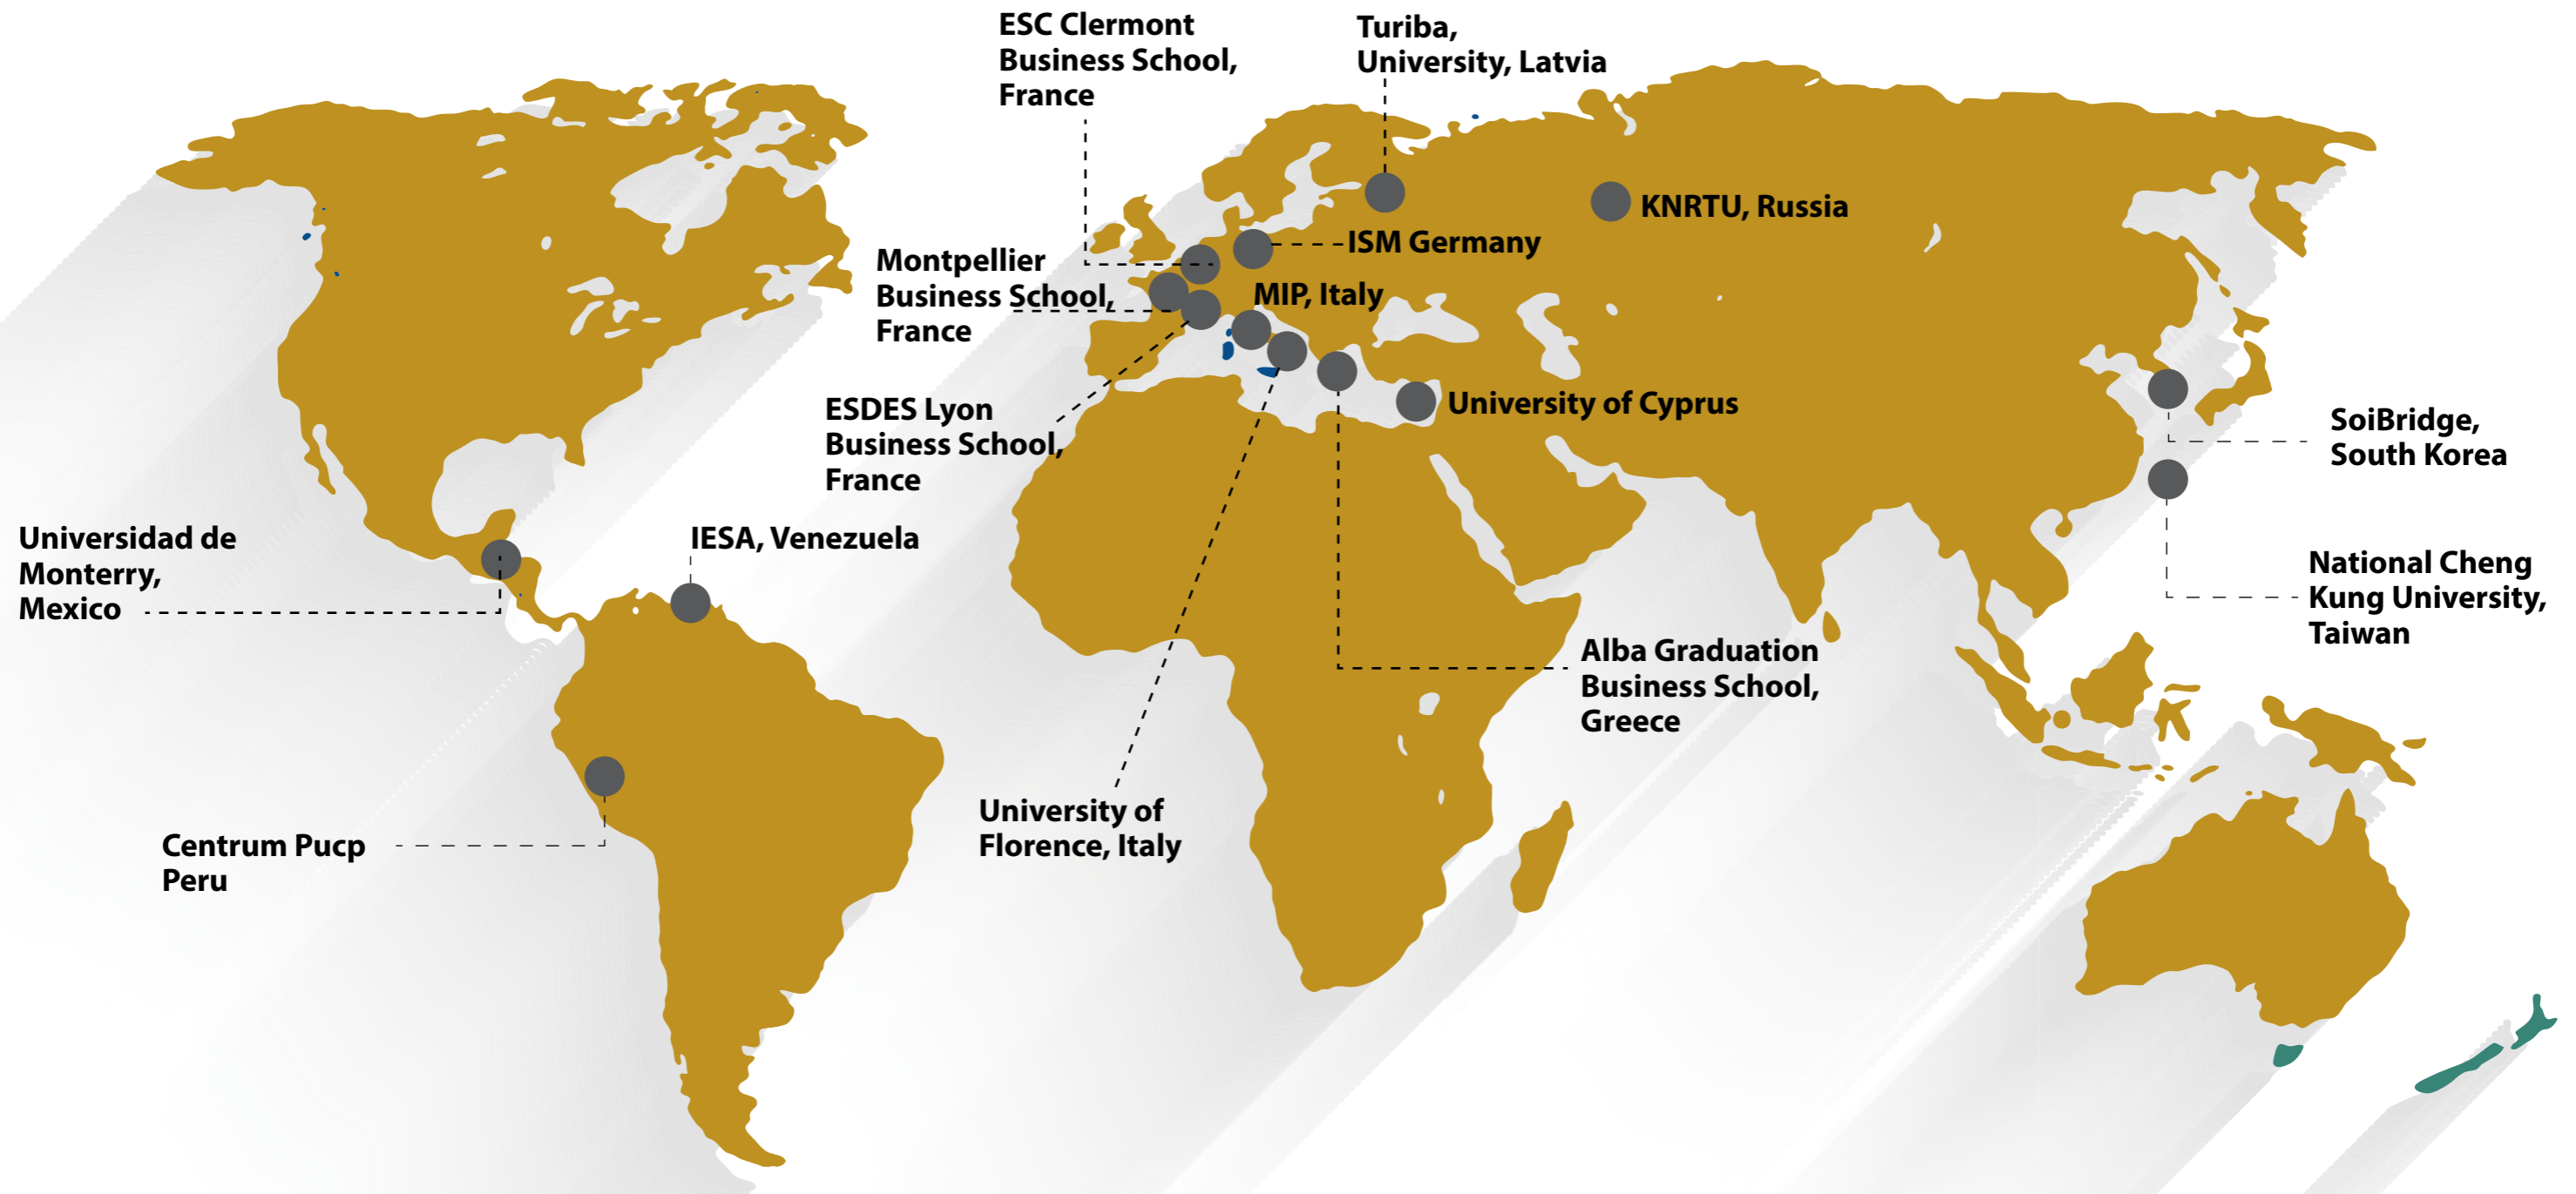 ESC Clermont
Business School,
France
Turiba,
University, Latvia
KNRTU, Russia
ISM Germany
Montpellier
Business School,
France
MIP, Italy
ESDES Lyon
Business School,
France
University of Cyprus
SoiBridge,
South Korea
Universidad de
Monterry,
Mexico
IESA, Venezuela
National Cheng
Kung University,
Taiwan
Alba Graduation
Business School,
Greece
University of
Florence, Italy
Centrum Pucp
Peru